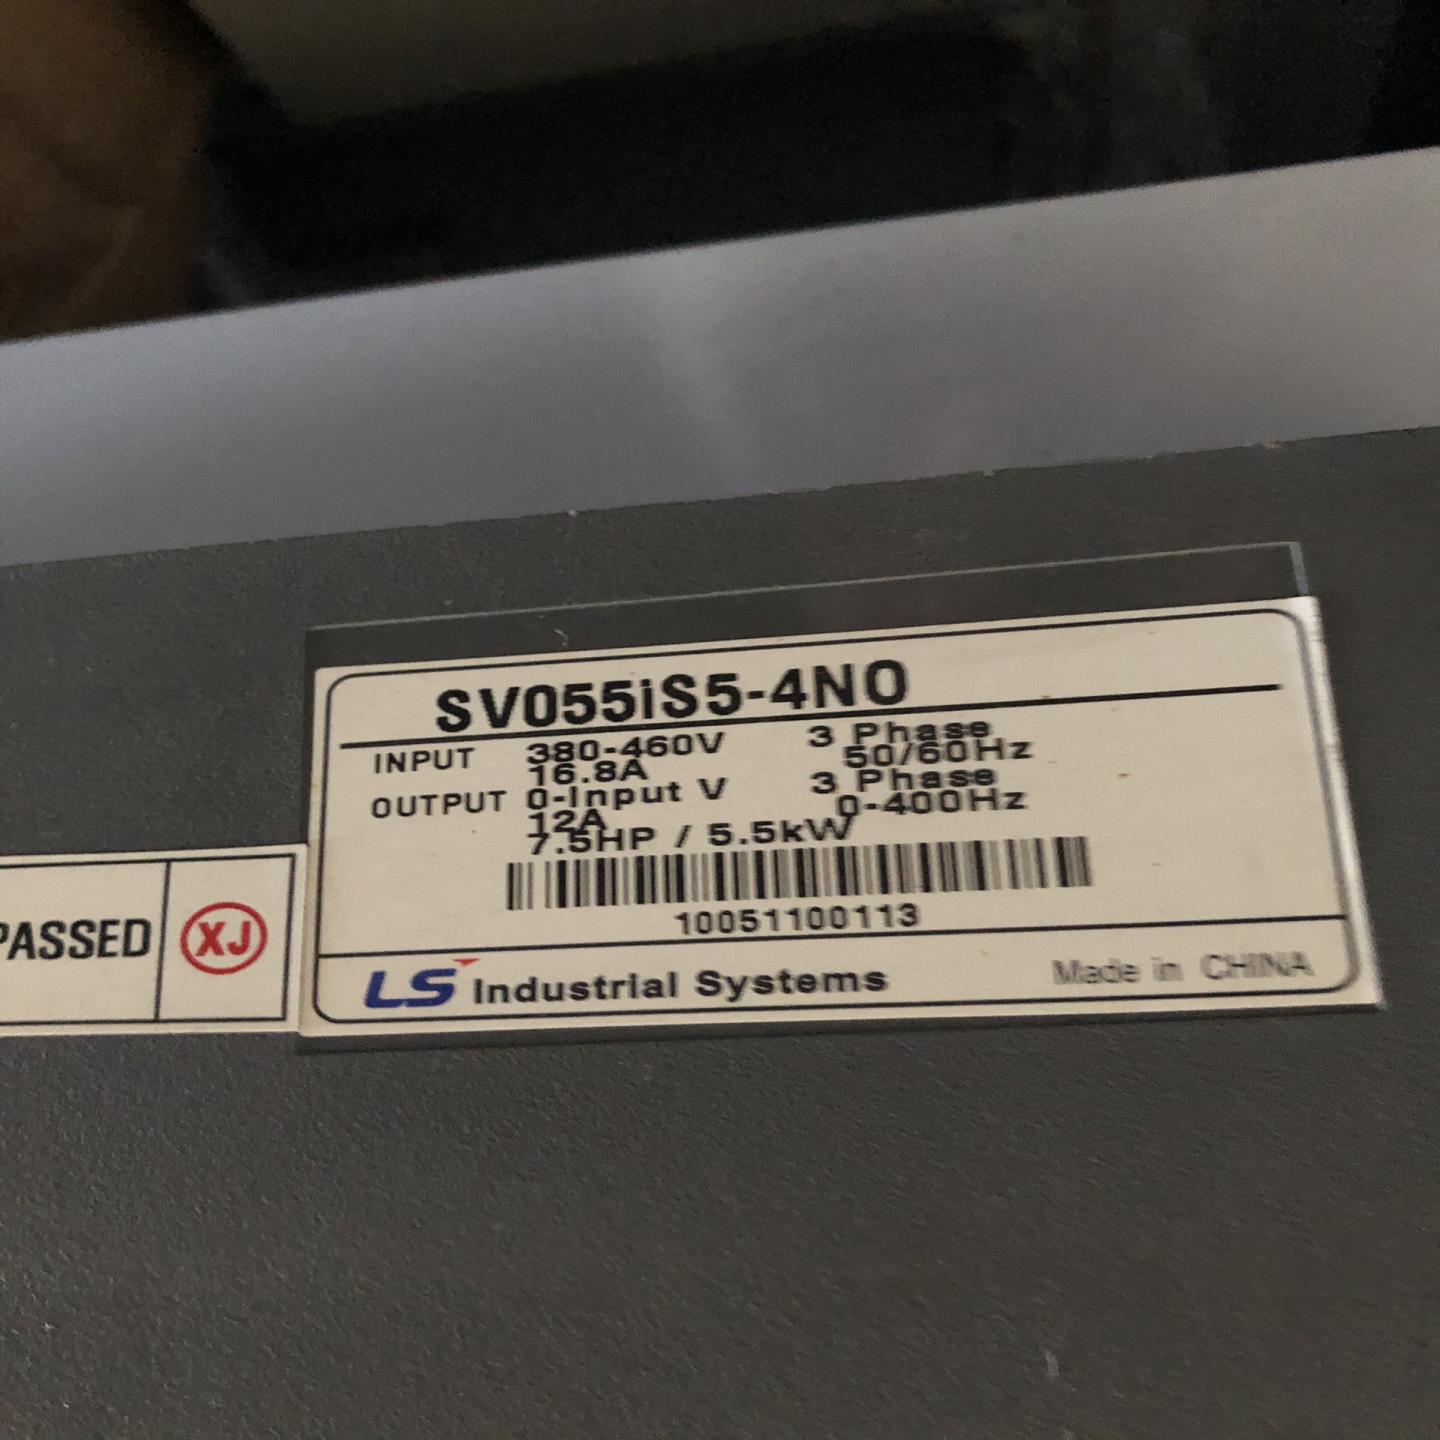 SV055iS5-4NO
INPUT 380-460V 3 Phase
16.8A 50/60Hz
OUTPUT 0-Input V 3 Phase
12A 0-400Hz
7.5HP / 5.5kW
10051100113
LS Industrial Systems Made in CHINA
PASSED XJ